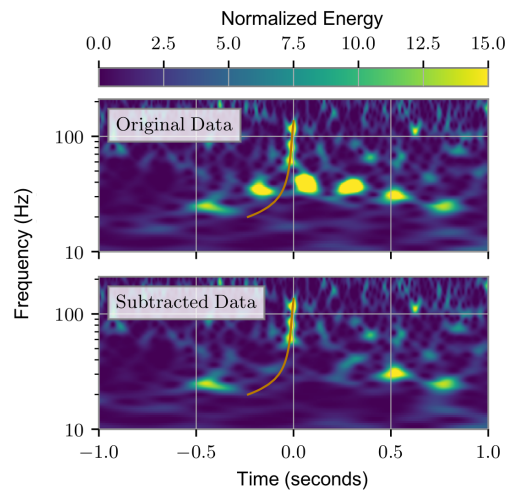 Normalized Energy
0.0 2.5 5.0 7.5 10.0 12.5 15.0
Original Data
100
10
Frequency (Hz)
Subtracted Data
100
10
−1.0 −0.5 0.0 0.5 1.0
Time (seconds)